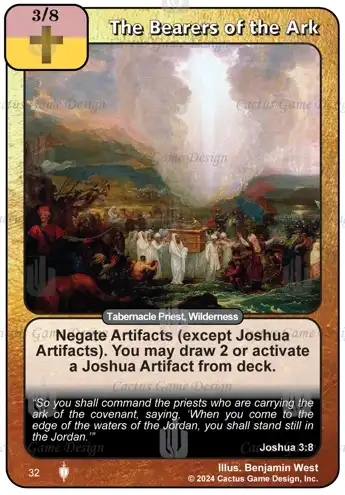 3/8
The Bearers of the Ark
Cactus Game Design
Tabernacle Priest, Wilderness
Negate Artifacts (except Joshua
Artifacts). You may draw 2 or activate
a Joshua Artifact from deck.
Cactus Game Design
“So you shall command the priests who are carrying the
ark of the covenant, saying, ‘When you come to the
edge of the waters of the Jordan, you shall stand still in
the Jordan.’”
Joshua 3:8
Illus. Benjamin West
32
© 2024 Cactus Game Design, Inc.